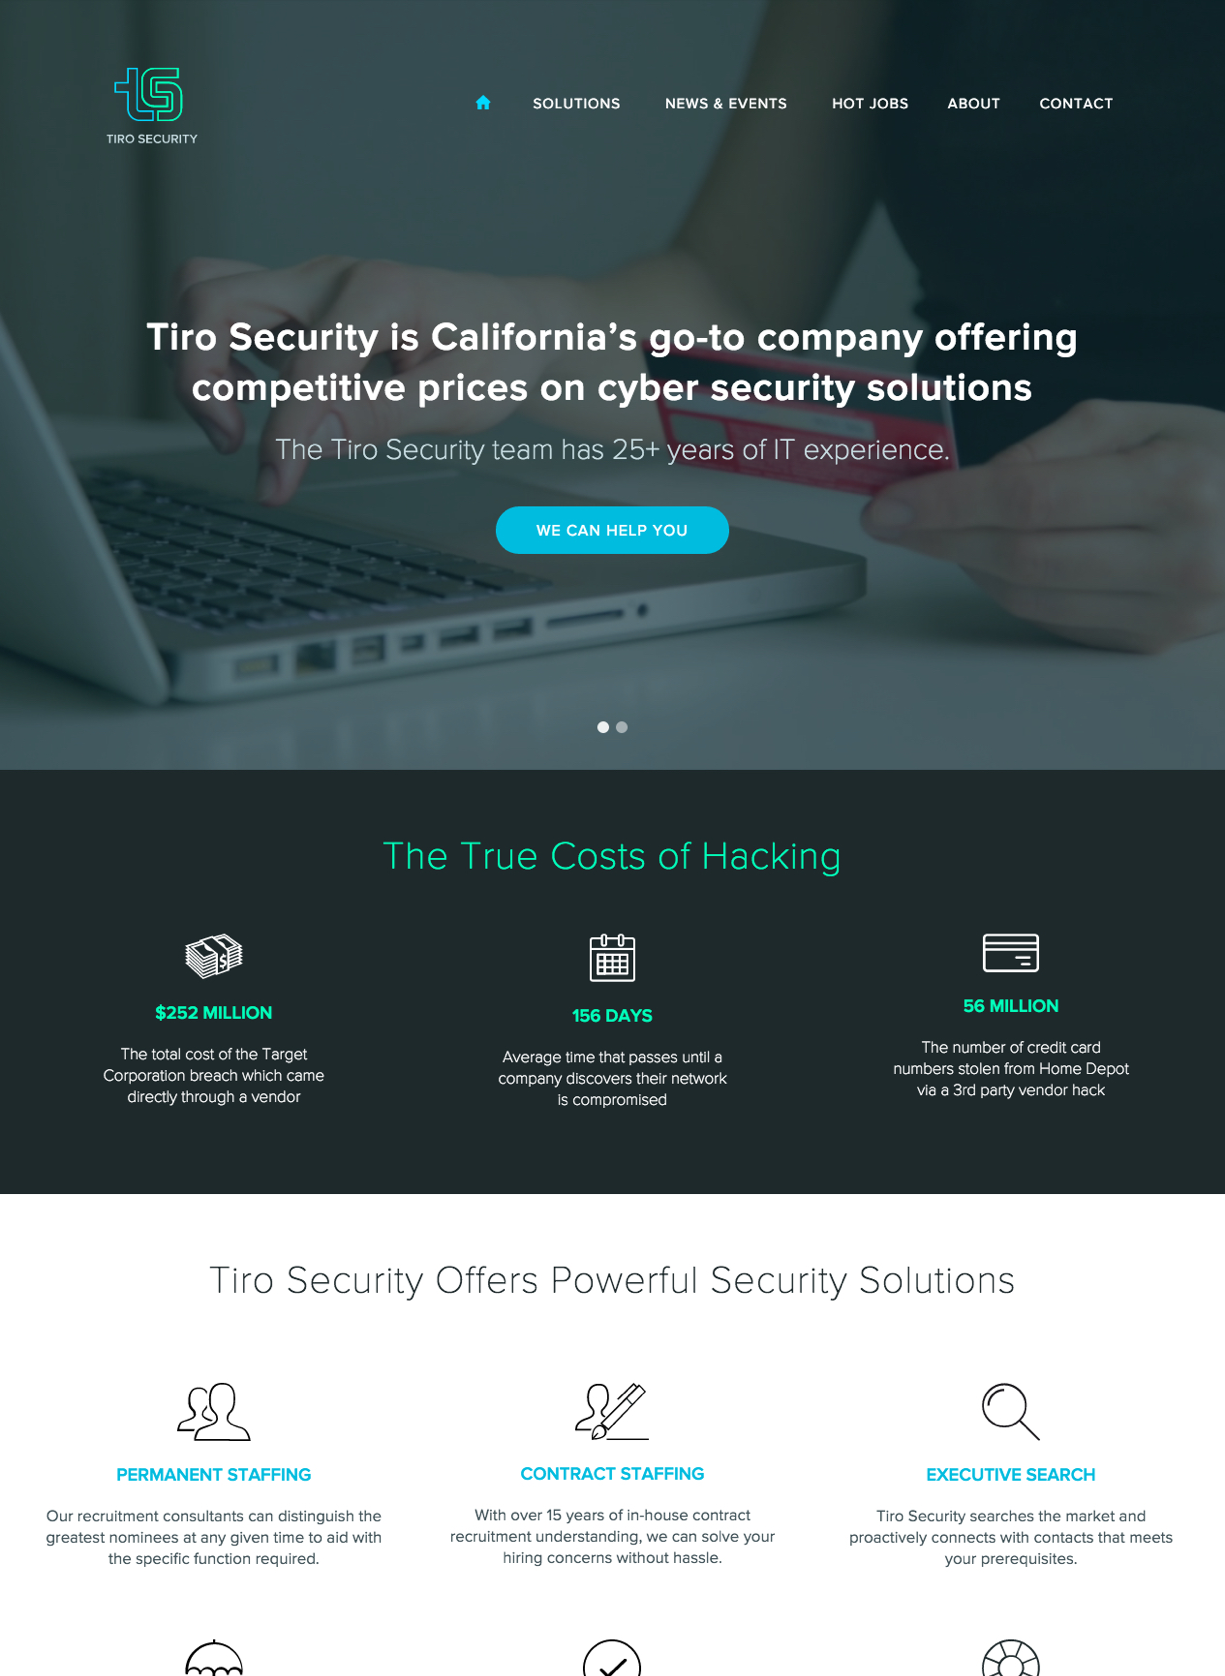 TIRO SECURITY
SOLUTIONS
NEWS & EVENTS
HOT JOBS
ABOUT
CONTACT
Tiro Security is California’s go-to company offering
competitive prices on cyber security solutions
The Tiro Security team has 25+ years of IT experience.
WE CAN HELP YOU
The True Costs of Hacking
$252 MILLION
The total cost of the Target
Corporation breach which came
directly through a vendor
156 DAYS
Average time that passes until a
company discovers their network
is compromised
56 MILLION
The number of credit card
numbers stolen from Home Depot
via a 3rd party vendor hack
Tiro Security Offers Powerful Security Solutions
PERMANENT STAFFING
Our recruitment consultants can distinguish the
greatest nominees at any given time to aid with
the specific function required.
CONTRACT STAFFING
With over 15 years of in-house contract
recruitment understanding, we can solve your
hiring concerns without hassle.
EXECUTIVE SEARCH
Tiro Security searches the market and
proactively connects with contacts that meets
your prerequisites.